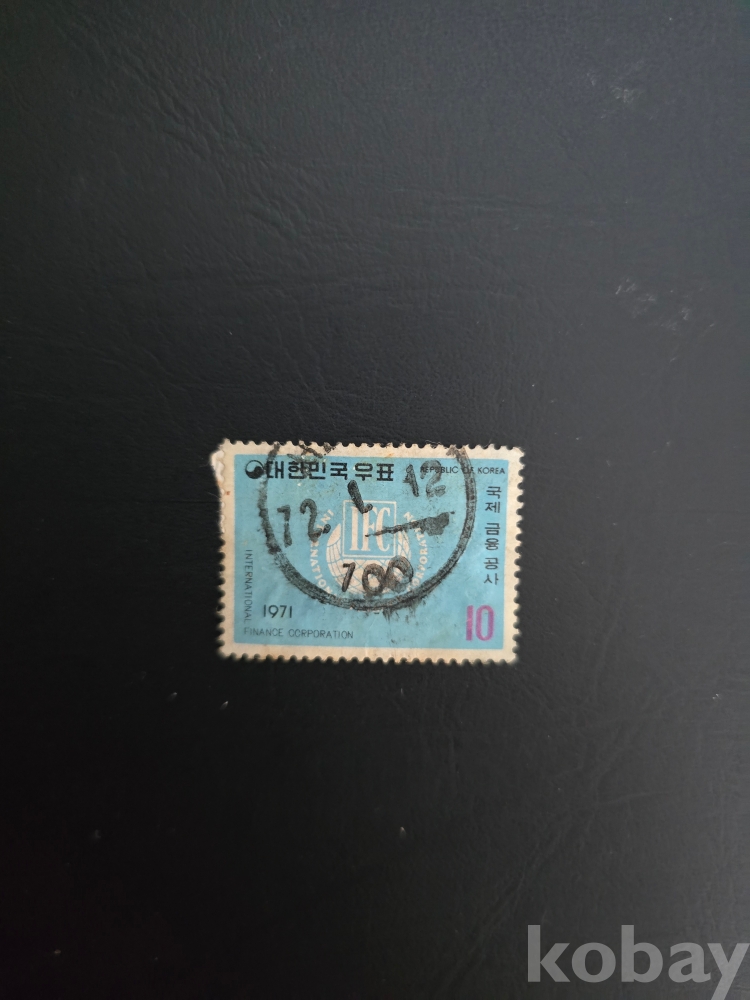 대한민국우표
REPUBLIC OF KOREA
국제 금융 공사
72. 1. 12
IFC
100
INTERNATIONAL
FINANCE CORPORATION
1971
10
kobay